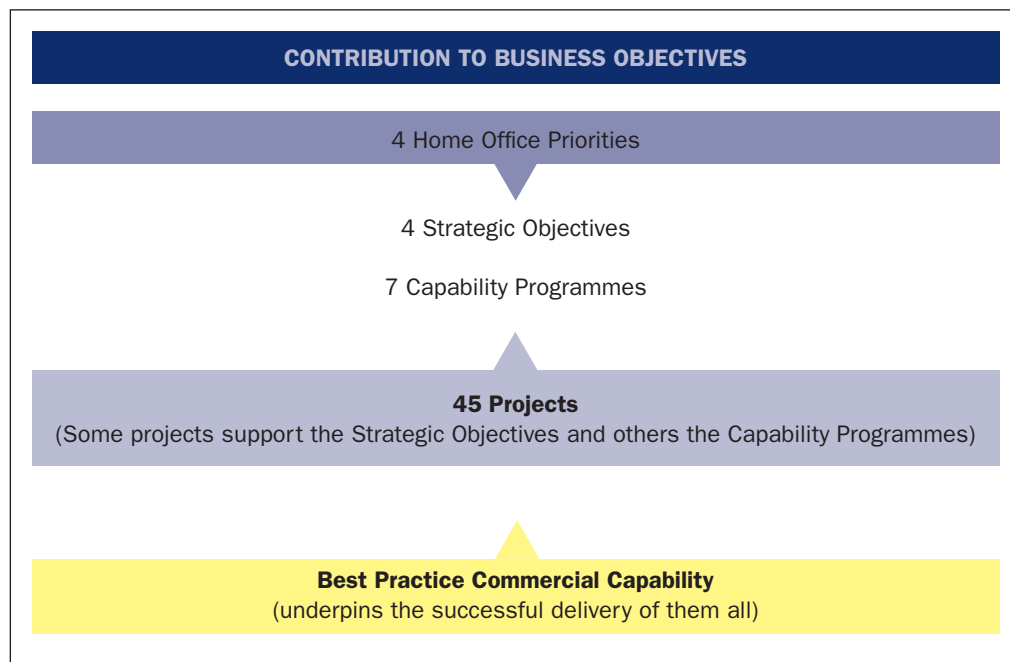 CONTRIBUTION TO BUSINESS OBJECTIVES
4 Home Office Priorities
4 Strategic Objectives
7 Capability Programmes
45 Projects
(Some projects support the Strategic Objectives and others the Capability Programmes)
Best Practice Commercial Capability
(underpins the successful delivery of them all)